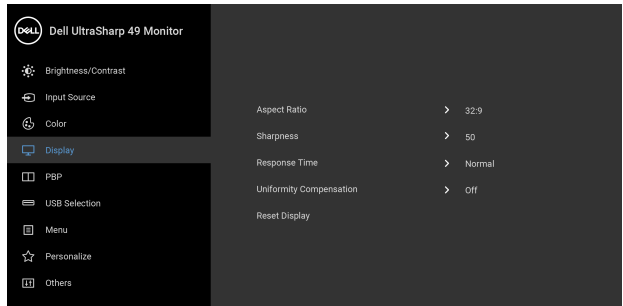 DELL Dell UltraSharp 49 Monitor
Brightness/Contrast
Input Source
Color
Display
PBP
USB Selection
Menu
Personalize
Others
Aspect Ratio 32:9
Sharpness 50
Response Time Normal
Uniformity Compensation Off
Reset Display